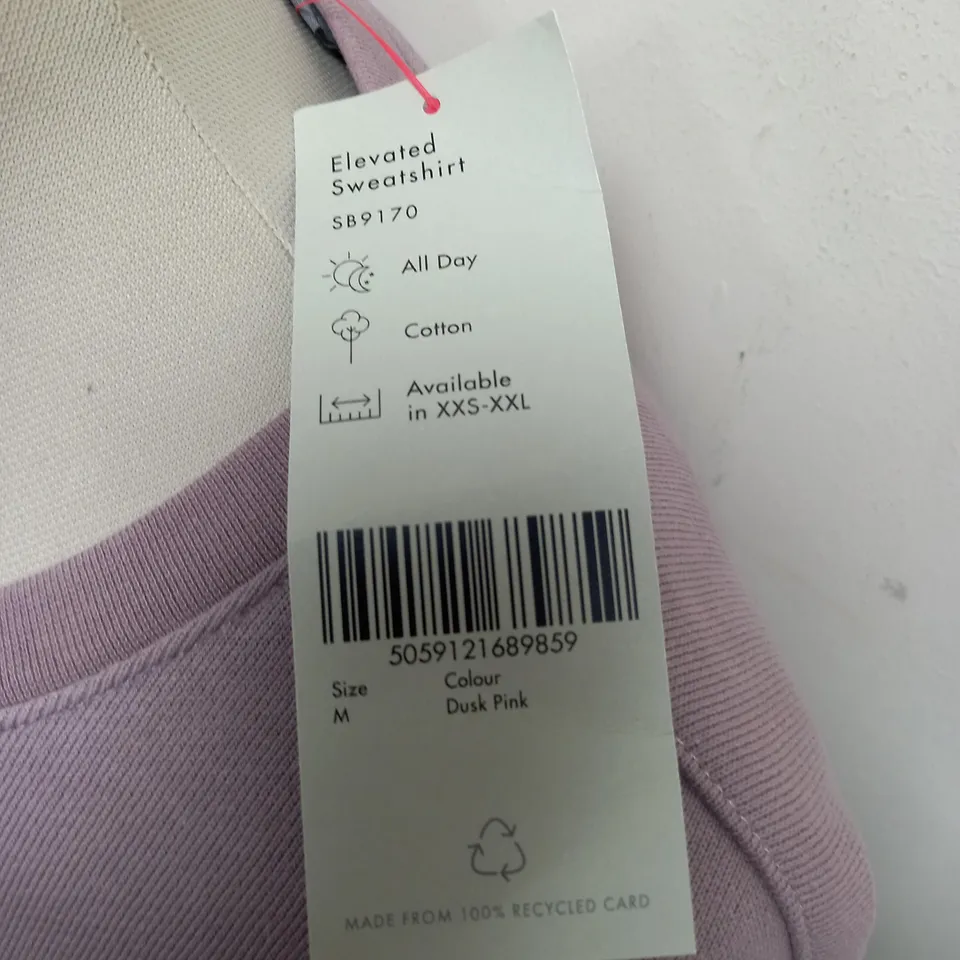 Elevated
Sweatshirt
SB9170
All Day
Cotton
Available
in XXS-XXL
5059121689859
Size
M
Colour
Dusk Pink
MADE FROM 100% RECYCLED CARD